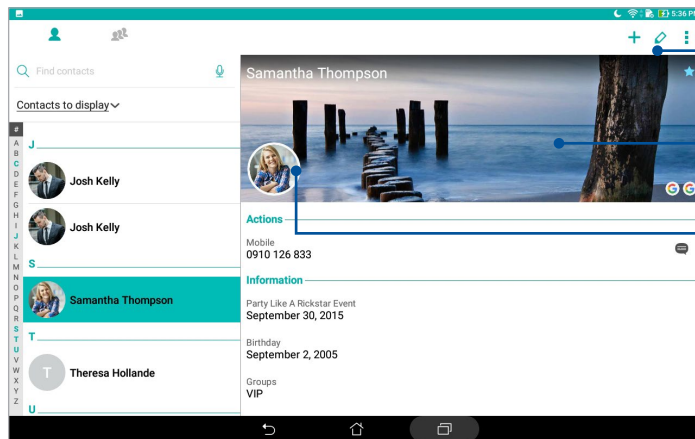 5:36 PM
Find contacts
Contacts to display
#
A
B
C
D
E
F
G
H
I
J
K
L
M
N
O
P
Q
R
S
T
U
V
W
X
Y
Z
J
Josh Kelly
Josh Kelly
S
Samantha Thompson
T
T
Theresa Hollande
U
Samantha Thompson
G G
Actions
Mobile
0910 126 833
Information
Party Like A Rickstar Event
September 30, 2015
Birthday
September 2, 2005
Groups
VIP